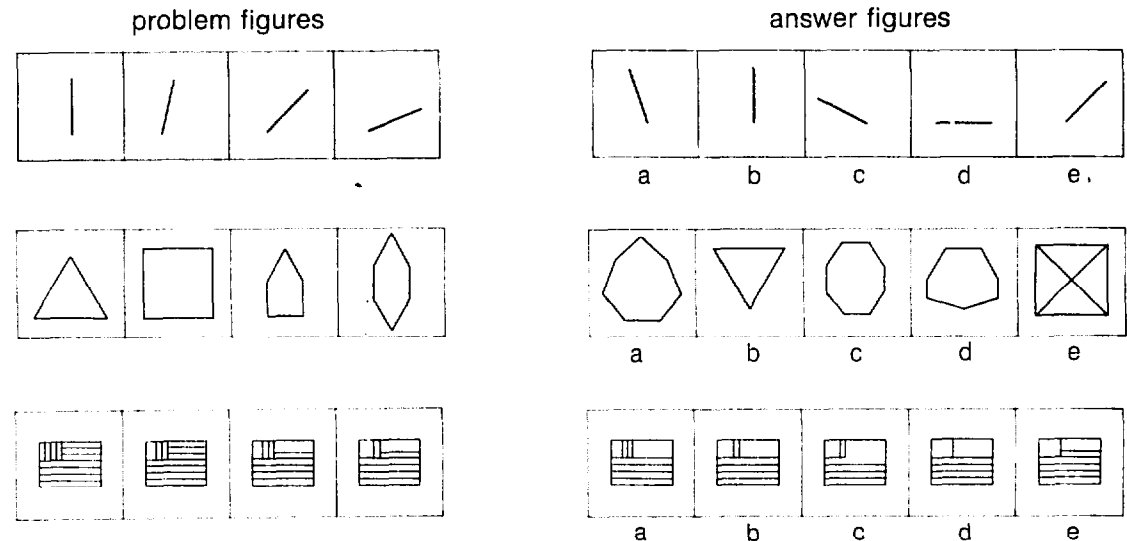 problem figures
answer figures
a b c d e.
a b c d e
a b c d e